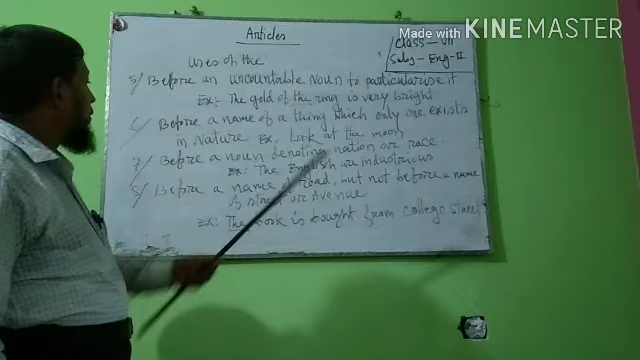 Made with KINEMASTER
Articles
Class - VII
Subs - Eng-II
Uses of the
5/ Before an uncountable Noun to particularise it
Ex:- The gold of the ring is very bright
6/ Before a name of a thing which only one exists
in Nature Ex. Look at the moon
7/ Before a noun denoting nation or race
Ex: The English are industrious
8/ Before a name of road, but not before a name
of street or Avenue
Ex: The book is bought from College street